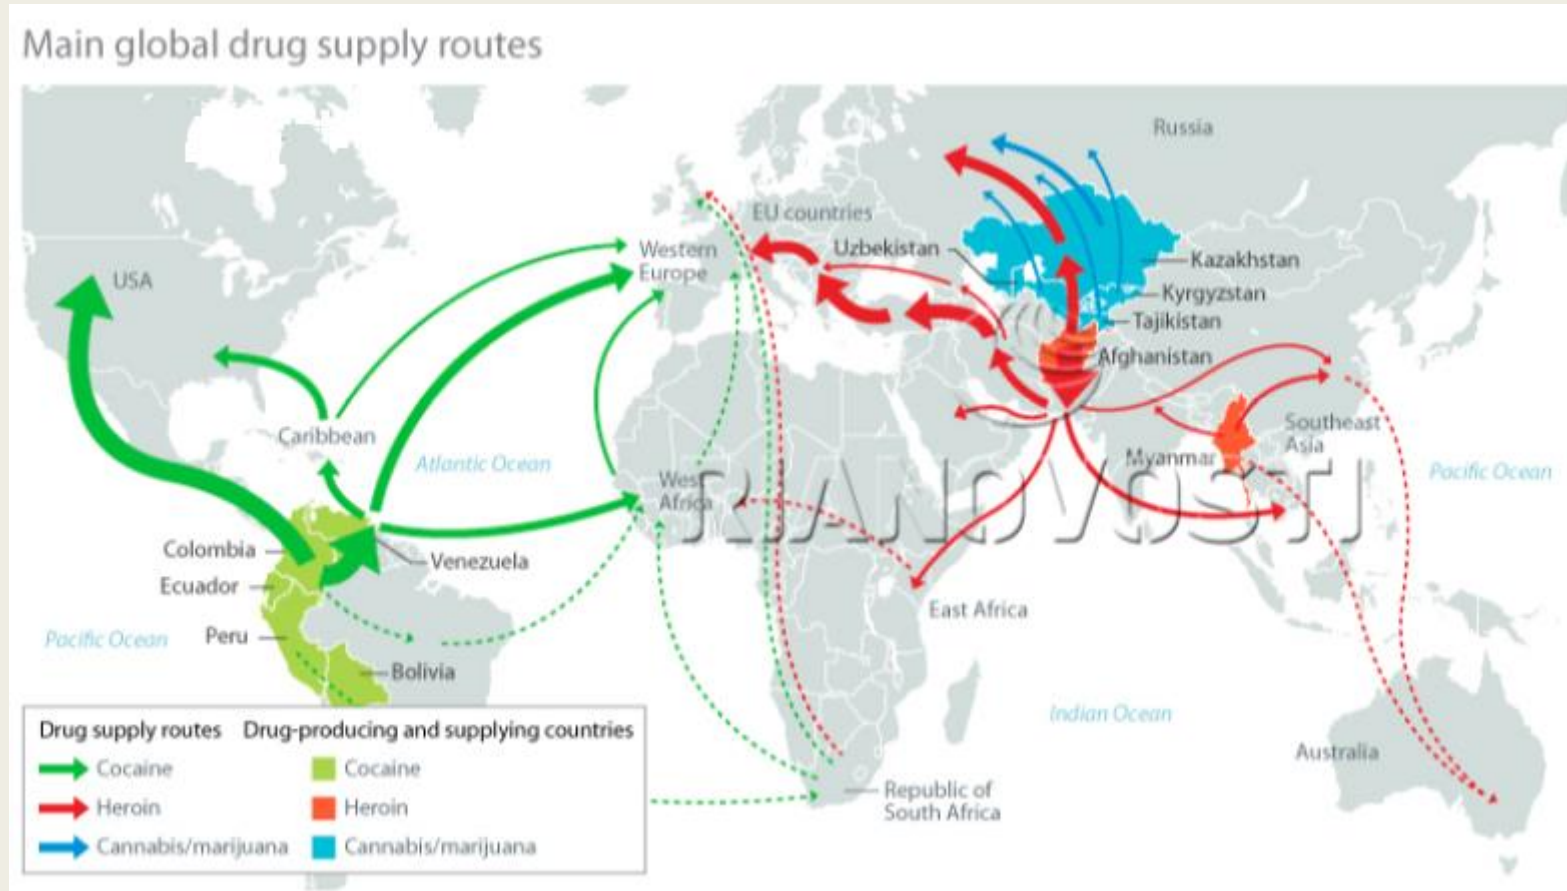 Main global drug supply routes
Russia
EU countries
Western
Europe
Uzbekistan
Kazakhstan
USA
Kyrgyzstan
Tajikistan
Afghanistan
Caribbean
Southeast
Asia
Atlantic Ocean
Myanmar
Pacific Ocean
West
Africa
RIANOVOSTI
Colombia
Venezuela
Ecuador
East Africa
Pacific Ocean
Peru
Bolivia
Indian Ocean
Australia
Republic of
South Africa
Drug supply routes Drug-producing and supplying countries
Cocaine Cocaine
Heroin Heroin
Cannabis/marijuana Cannabis/marijuana